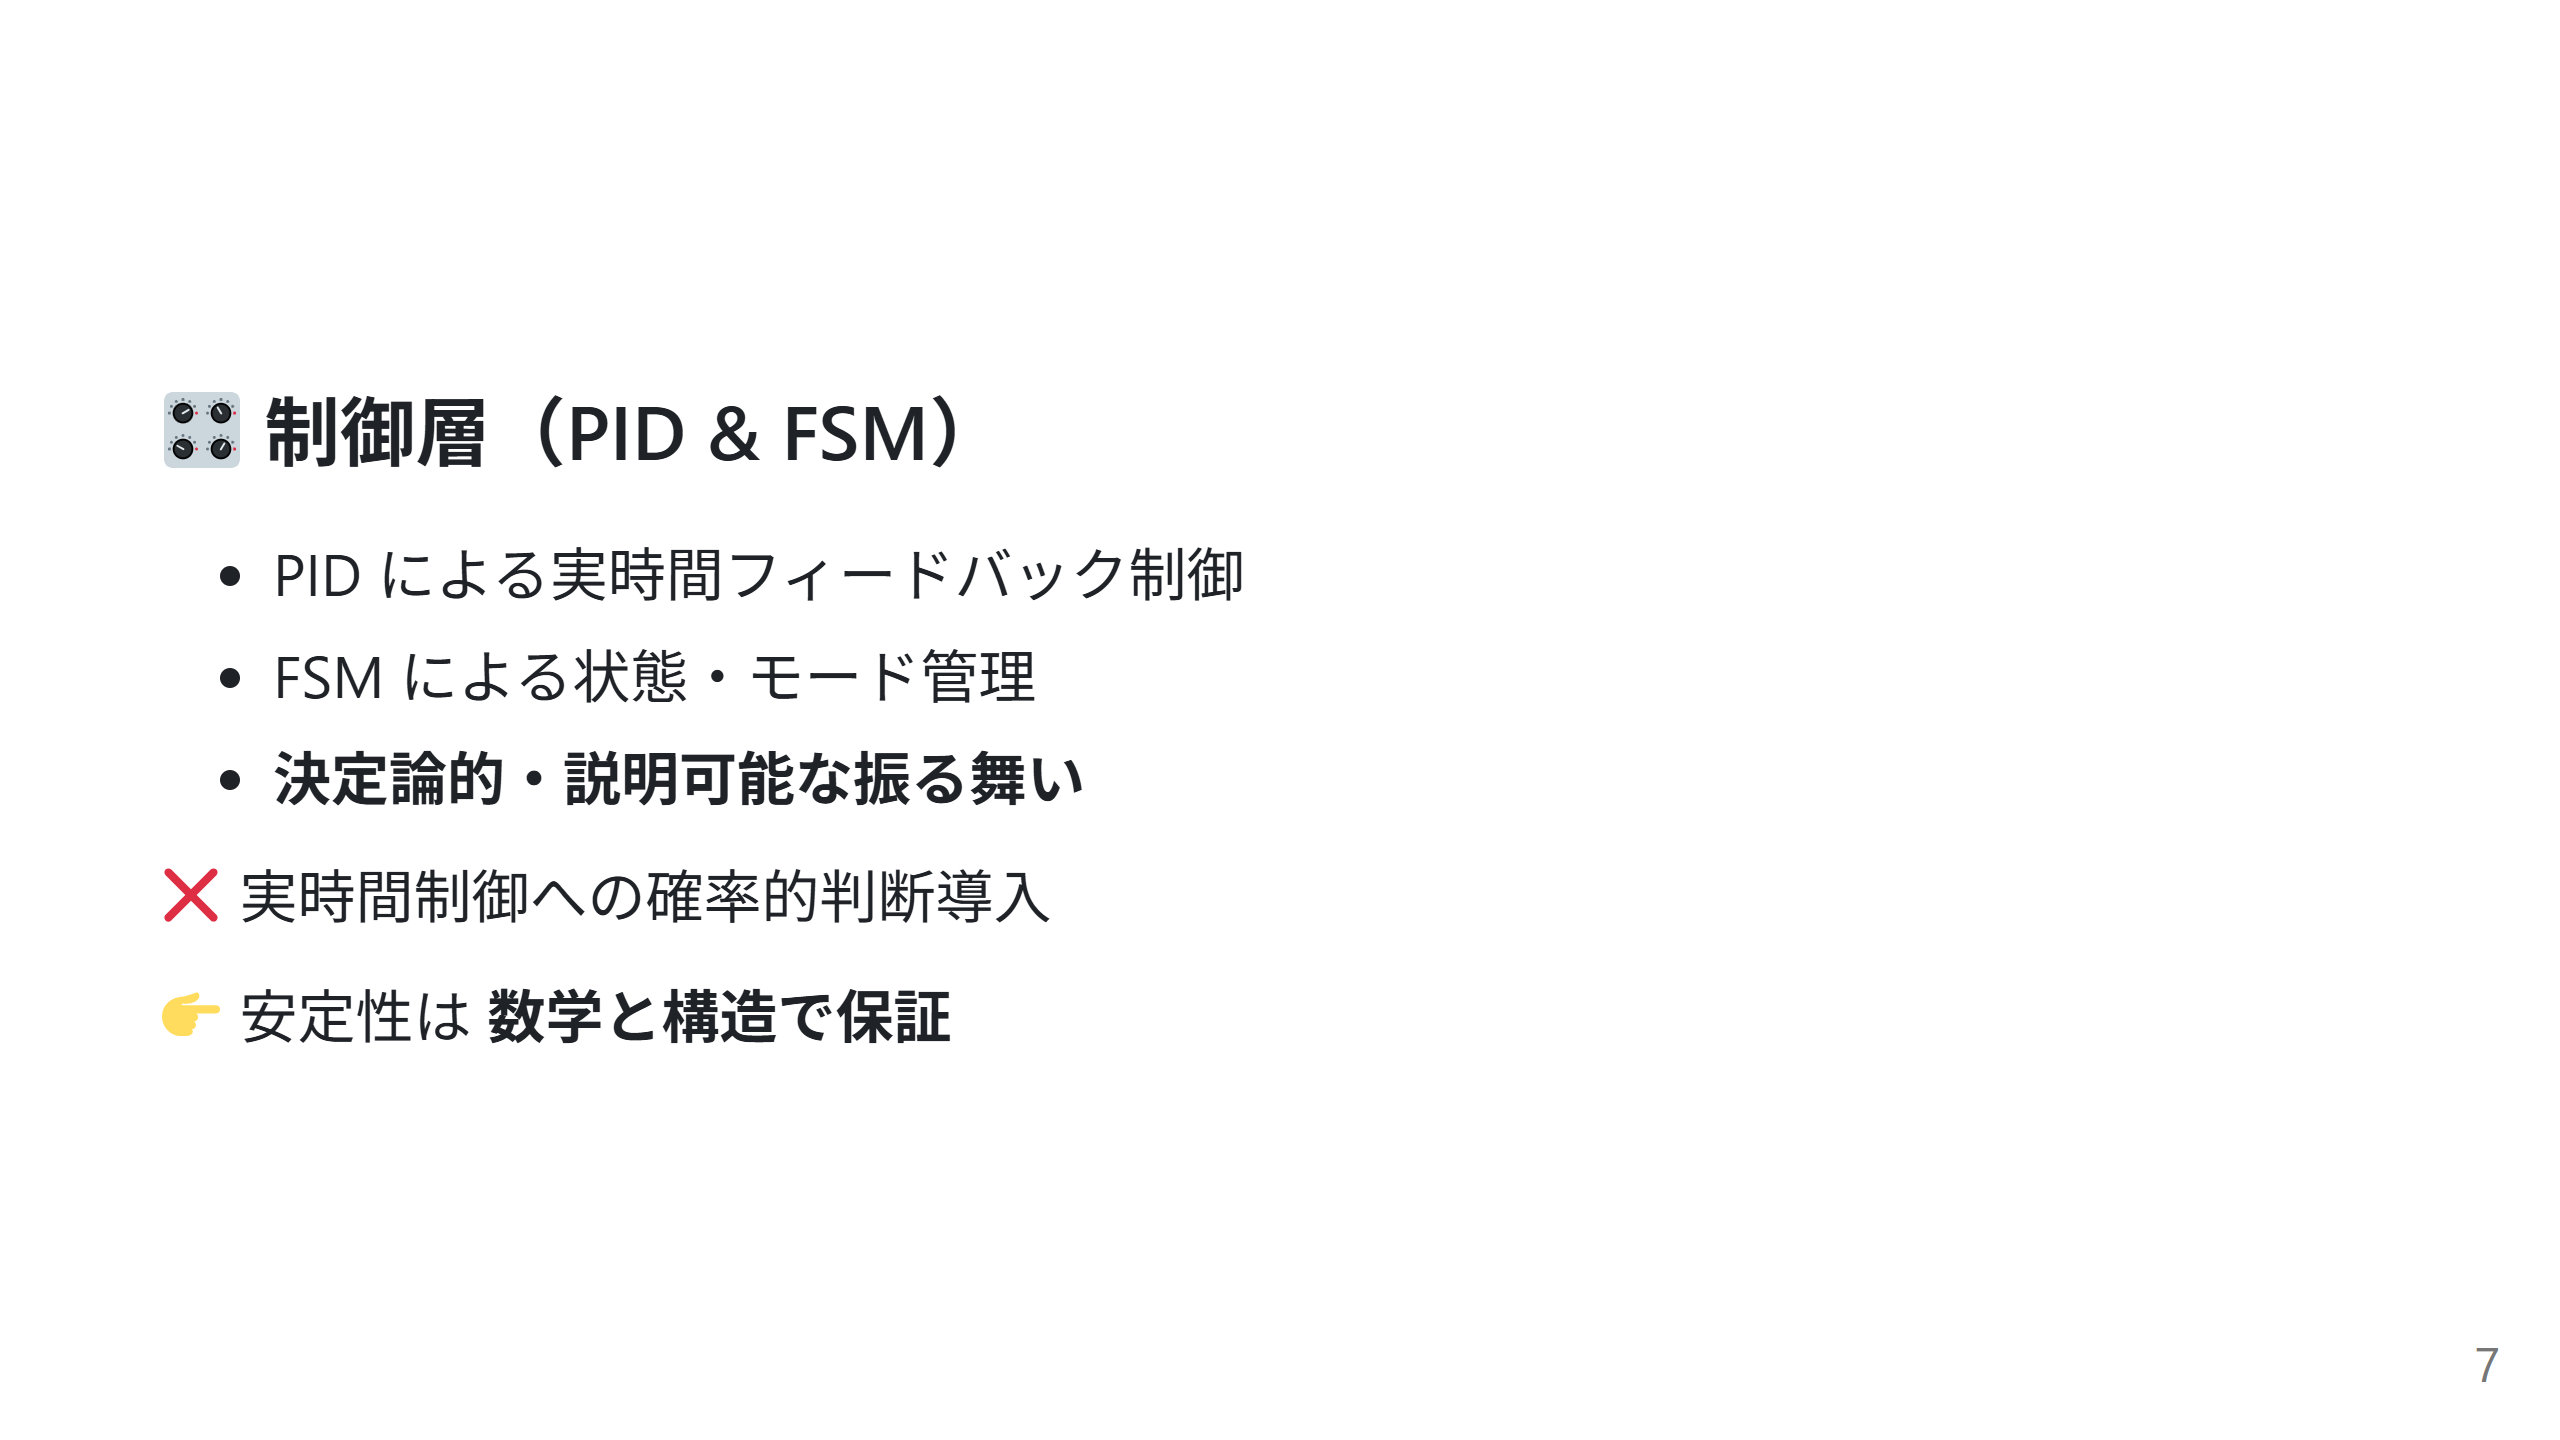 制御層（PID & FSM）
• PID による実時間フィードバック制御
• FSM による状態・モード管理
• 決定論的・説明可能な振る舞い
❌ 実時間制御への確率的判断導入
👉 安定性は 数学と構造で保証
7